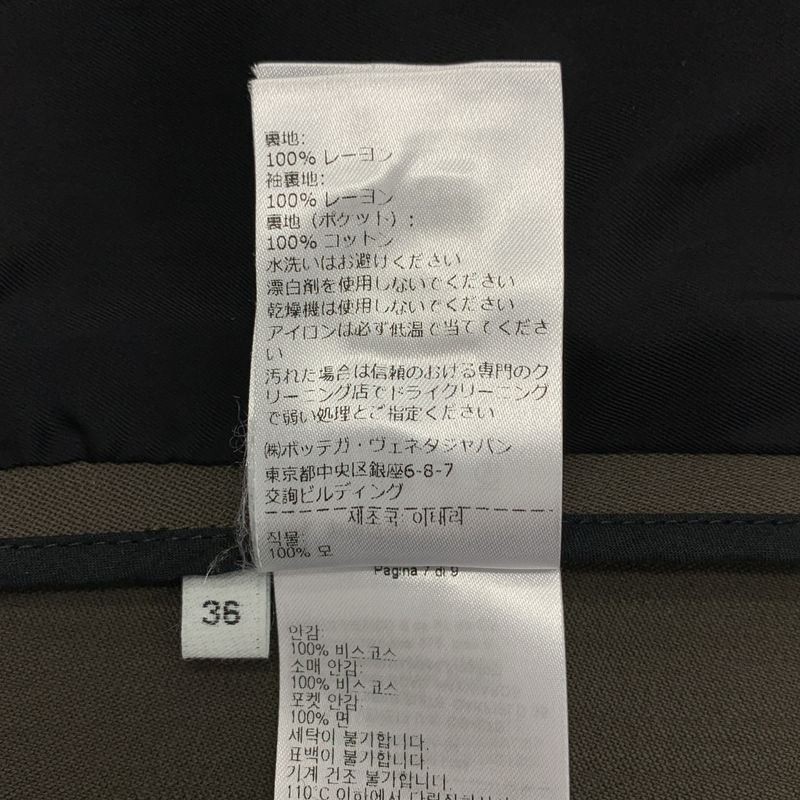 裏地:
100% レーヨン
袖裏地:
100% レーヨン
裏地 (ポケット) :
100% コットン
水洗いはお避けください
漂白剤を使用しないでください
乾燥機は使用しないでください
アイロンは必ず低温で当ててくださ
い
汚れた場合は信頼のおける専門のク
リーニング店でドライクリーニング
で弱い処理とご指定ください
㈱ボッテガ・ヴェネタジャパン
東京都中央区銀座6-8-7
交詢ビルディング
제조국: 이태리
직물:
100% 모
Pagina 7 di 9
36
안감:
100% 비스코스
소매 안감:
100% 비스코스
포켓 안감:
100% 면
세탁이 불가합니다.
표백이 불가합니다.
기계 건조 불가합니다.
110°C 이하에서